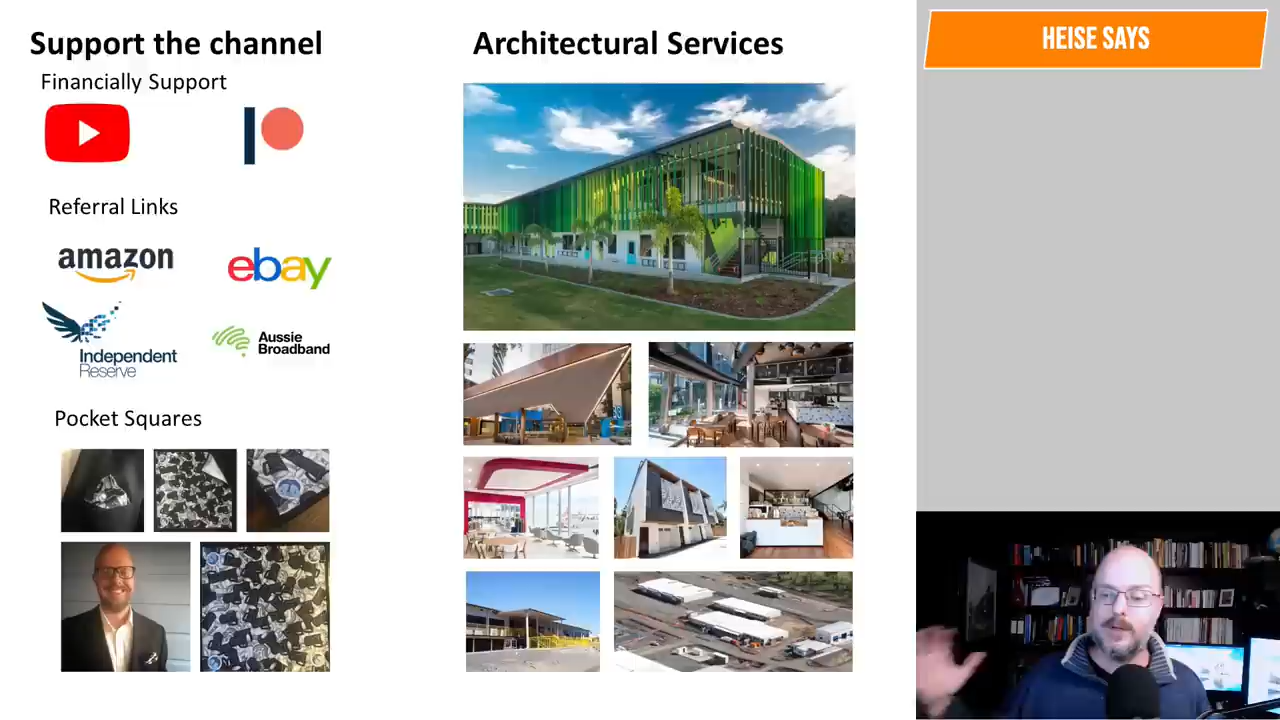 Support the channel
Financially Support
Referral Links
amazon
ebay
Independent
Reserve
Aussie
Broadband
Pocket Squares
Architectural Services
HEISE SAYS